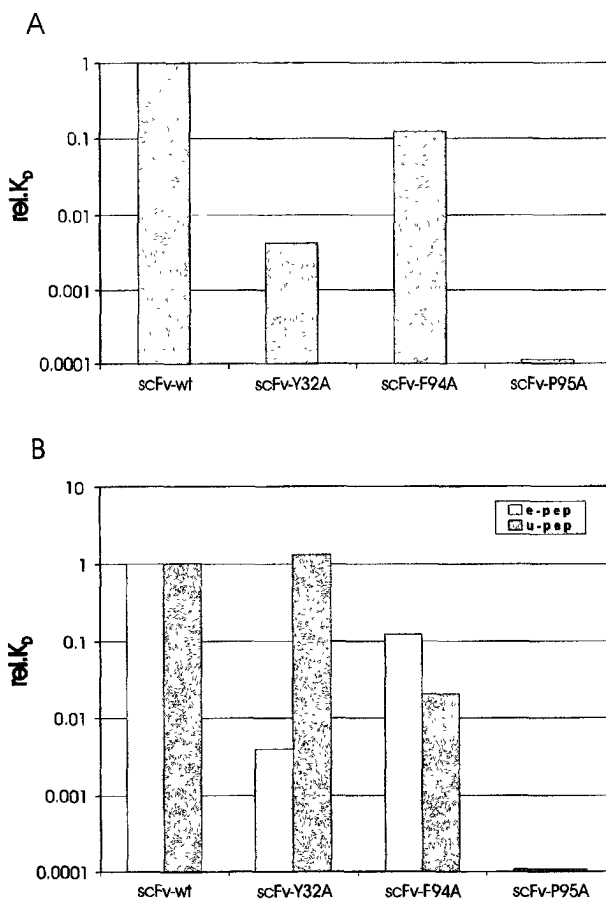 A
1
0.1
0.01
0.001
0.0001
rel.KD
scFv-wt scFv-Y32A scFv-F94A scFv-P95A
B
10
1
0.1
0.01
0.001
0.0001
rel.KD
e-pep
u-pep
scFv-wt scFv-Y32A scFv-F94A scFv-P95A